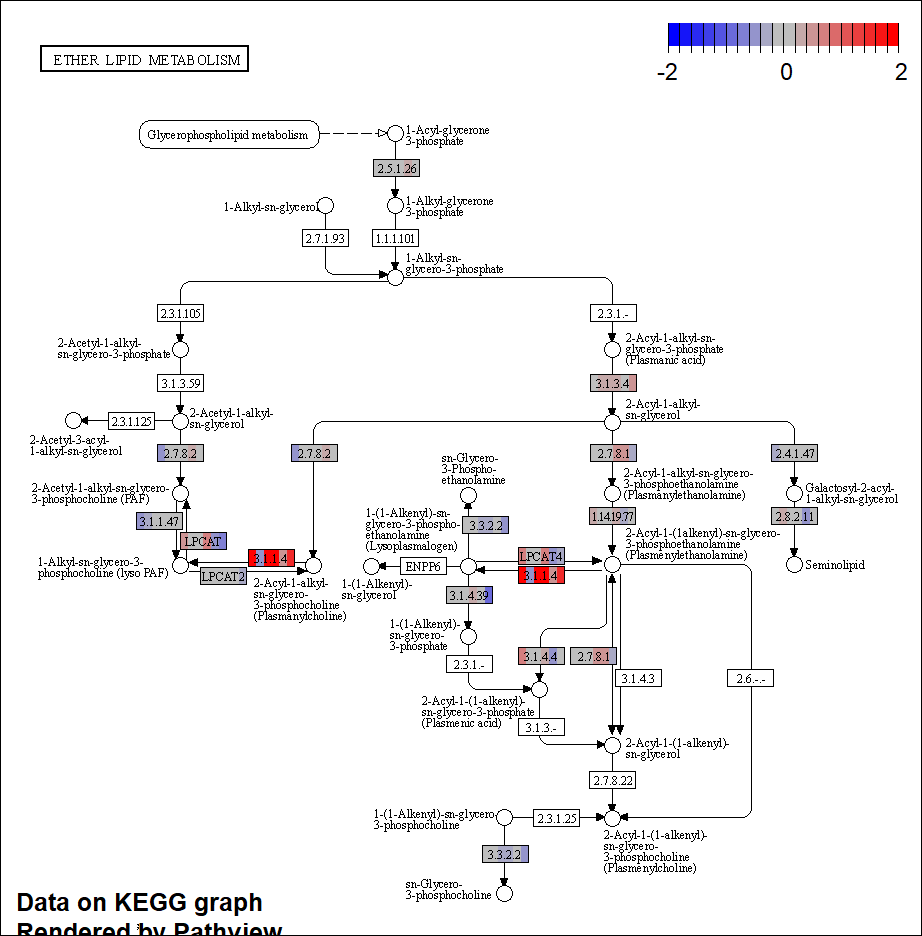 ETHER LIPID METABOLISM
-2
0
2
Glycerophospholipid metabolism
1-Acyl-glycerone
3-phosphate
2.5.1.26
1-Alkyl-sn-glycerol
1-Alkyl-glycerone
3-phosphate
2.7.1.93
1.1.1.101
1-Alkyl-sn-
glycero-3-phosphate
2.3.1.105
2.3.1.-
2-Acetyl-1-alkyl-
sn-glycero-3-phosphate
2-Acyl-1-alkyl-sn-
glycero-3-phosphate
(Plasmanic acid)
3.1.3.59
3.1.3.4
2.3.1.125
2-Acetyl-1-alkyl-
sn-glycerol
2-Acyl-1-alkyl-
sn-glycerol
2-Acetyl-3-acyl-
1-alkyl-sn-glycerol
2.7.8.2
2.7.8.2
2.7.8.1
2.4.1.47
2-Acetyl-1-alkyl-sn-glycero-
3-phosphocholine (PAF)
sn-Glycero-
3-Phospho-
ethanolamine
2-Acyl-1-alkyl-sn-glycero-
3-phosphoethanolamine
(Plasmanylethanolamine)
Galactosyl-2-acyl-
1-alkyl-sn-glycerol
3.1.1.47
LPCAT
1-(1-Alkenyl)-sn-
glycero-3-phospho-
ethanolamine
(Lysoplasmalogen)
3.3.2.2
1.14.19.77
2.8.2.11
1-Alkyl-sn-glycero-3-
phosphocholine (lyso PAF)
3.1.1.4
LPCAT2
2-Acyl-1-alkyl-
sn-glycero-
3-phosphocholine
(Plasmanylcholine)
ENPP6
1-(1-Alkenyl)-
sn-glycerol
LPCAT4
3.1.1.4
2-Acyl-1-(1alkenyl)-sn-glycero-
3-phosphoethanolamine
(Plasmenylethanolamine)
Seminolipid
3.1.4.39
1-(1-Alkenyl)-
sn-glycero-
3-phosphate
2.3.1.-
3.1.4.4
2.7.8.1
3.1.4.3
2.6.-.-
2-Acyl-1-(1-alkenyl)-
sn-glycero-3-phosphate
(Plasmenic acid)
3.1.3.-
2-Acyl-1-(1-alkenyl)-
sn-glycerol
2.7.8.22
1-(1-Alkenyl)-sn-glycero-
3-phosphocholine
2.3.1.25
2-Acyl-1-(1-alkenyl)-
sn-glycero-
3-phosphocholine
(Plasmenylcholine)
3.3.2.2
sn-Glycero-
3-phosphocholine
Data on KEGG graph
Rendered by Pathview